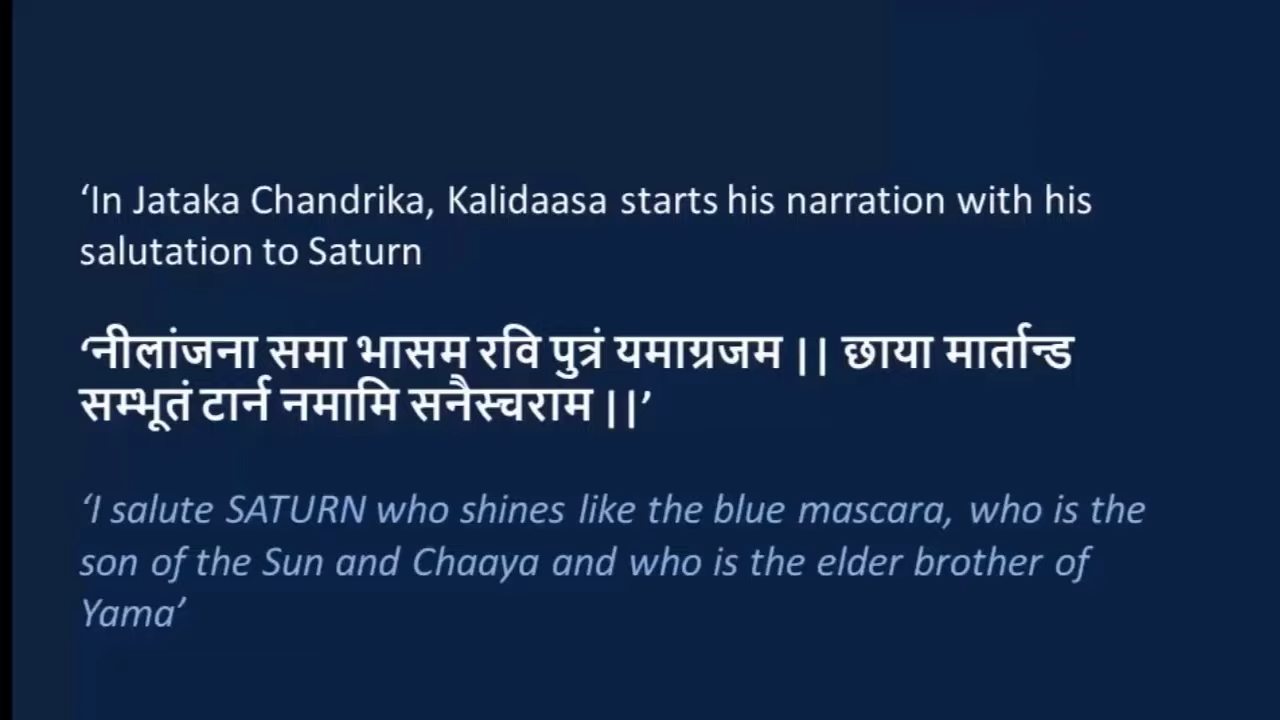 ‘In Jataka Chandrika, Kalidaasa starts his narration with his
salutation to Saturn
‘नीलांजना समा भासम रवि पुत्रं यमाग्रजम || छाया मार्तान्ड
सम्भूतं टार्न नमामि सनैस्चराम ||’
‘I salute SATURN who shines like the blue mascara, who is the
son of the Sun and Chaaya and who is the elder brother of
Yama’